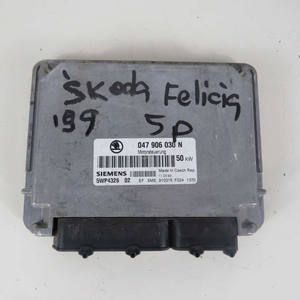 Škoda Felicia
'99 5p
047 906 030 N
Motorsteuerung 50 kW
SIEMENS Made in Czech Rep.
5WP4326 02